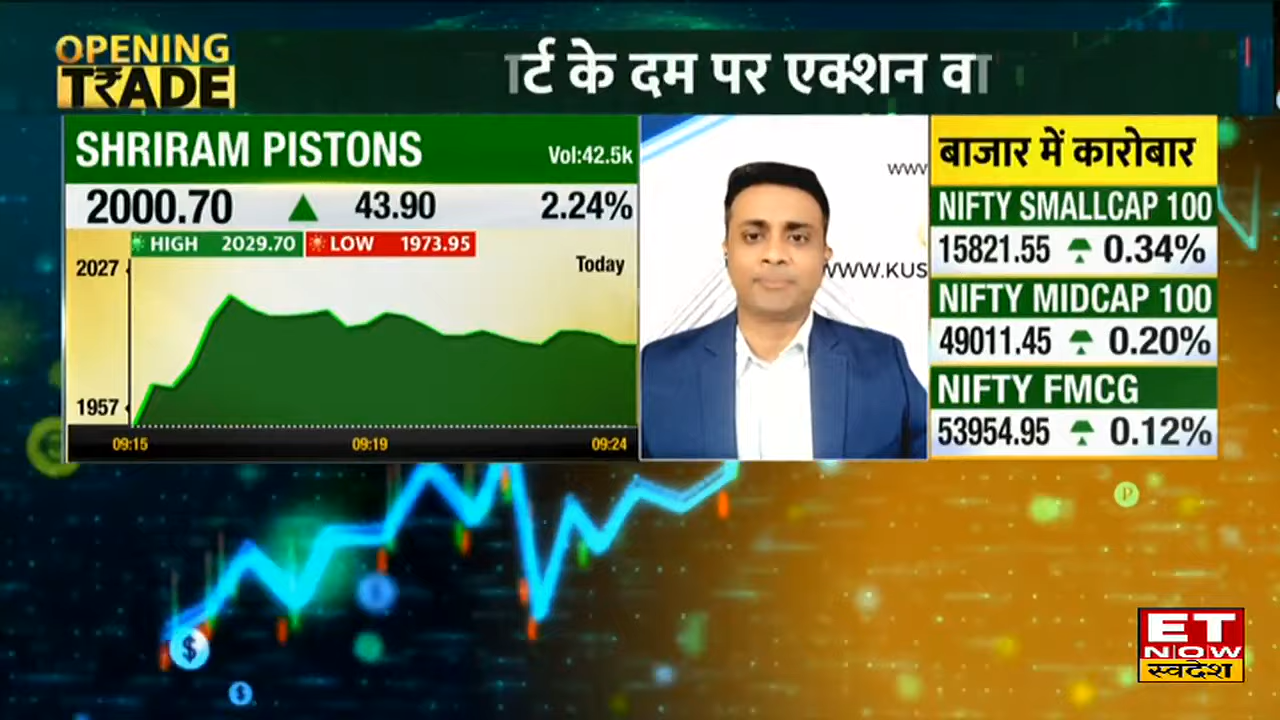 OPENING
TRADE
र्ट के दम पर एक्शन
SHRIRAM PISTONS
Vol:42.5k
2000.70 43.90 2.24%
HIGH 2029.70 LOW 1973.95
2027
Today
1957
09:15 09:19 09:24
WWW.KUS
बाजार में कारोबार
NIFTY SMALLCAP 100
15821.55 0.34%
NIFTY MIDCAP 100
49011.45 0.20%
NIFTY FMCG
53954.95 0.12%
ET
NOW
स्वदेश